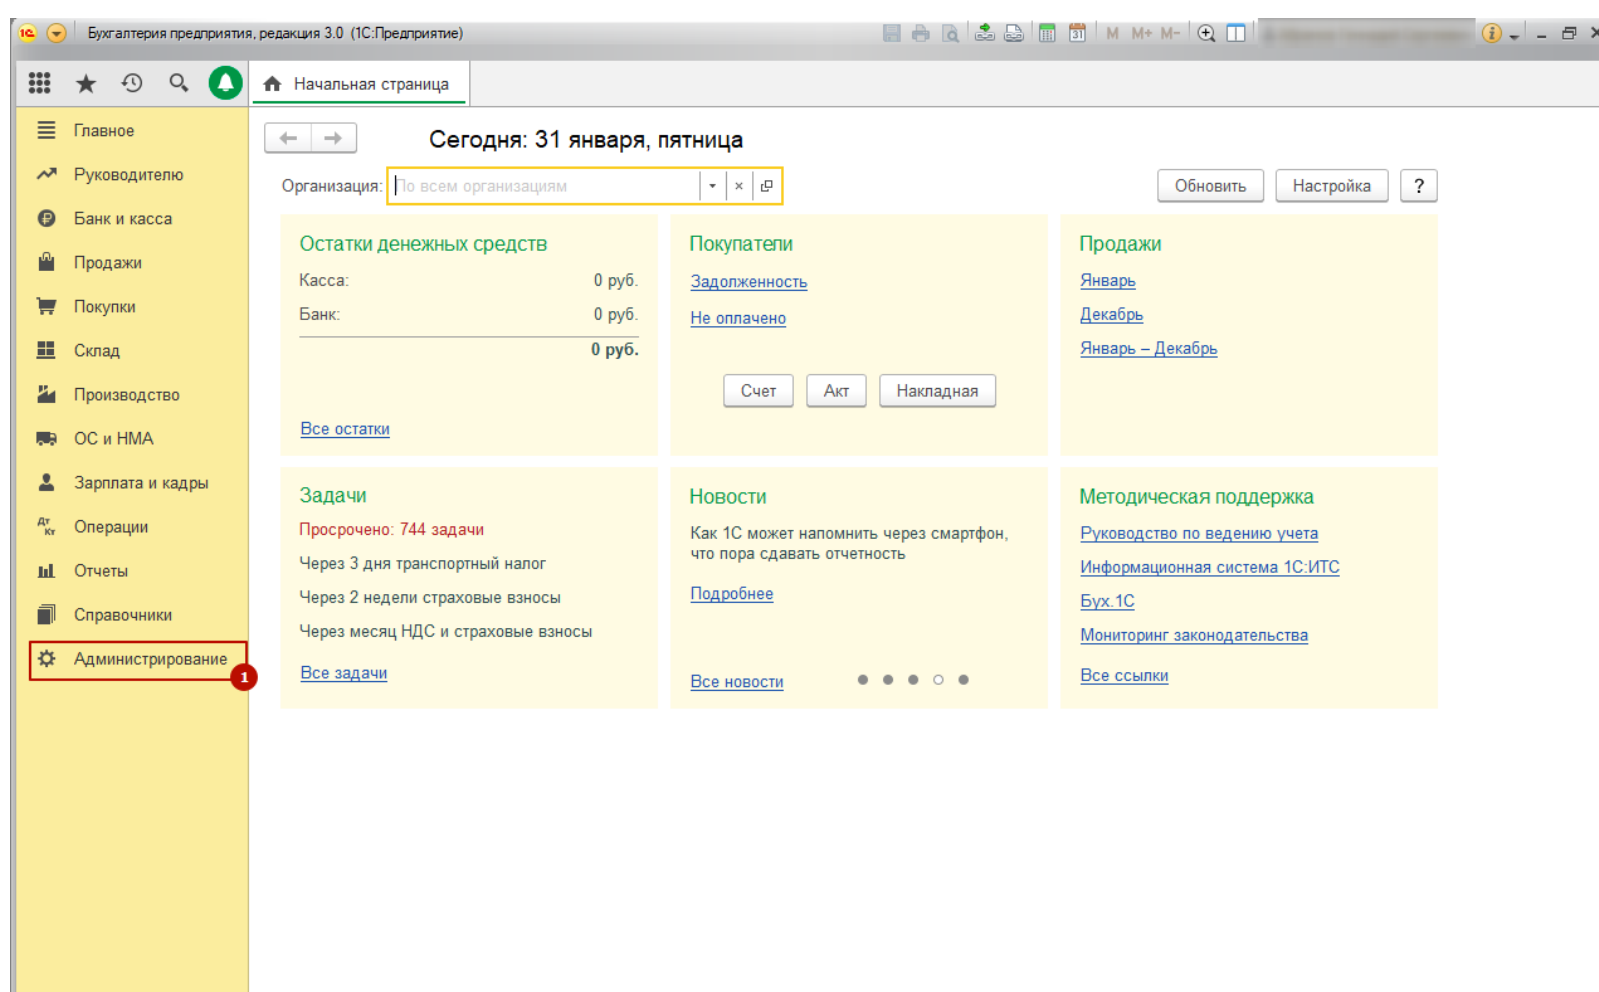 Бухгалтерия предприятия, редакция 3.0 (1С:Предприятие)
31 M M+ M-
Начальная страница
Главное
Руководителю
Банк и касса
Продажи
Покупки
Склад
Производство
ОС и НМА
Зарплата и кадры
Дт Кт Операции
Отчеты
Справочники
Администрирование
1
Сегодня: 31 января, пятница
Организация: По всем организациям
Обновить Настройка ?
Остатки денежных средств
Касса: 0 руб.
Банк: 0 руб.
0 руб.
Все остатки
Покупатели
Задолженность
Не оплачено
Счет Акт Накладная
Продажи
Январь
Декабрь
Январь – Декабрь
Задачи
Просрочено: 744 задачи
Через 3 дня транспортный налог
Через 2 недели страховые взносы
Через месяц НДС и страховые взносы
Все задачи
Новости
Как 1С может напомнить через смартфон,
что пора сдавать отчетность
Подробнее
Все новости
Методическая поддержка
Руководство по ведению учета
Информационная система 1С:ИТС
Бух.1С
Мониторинг законодательства
Все ссылки